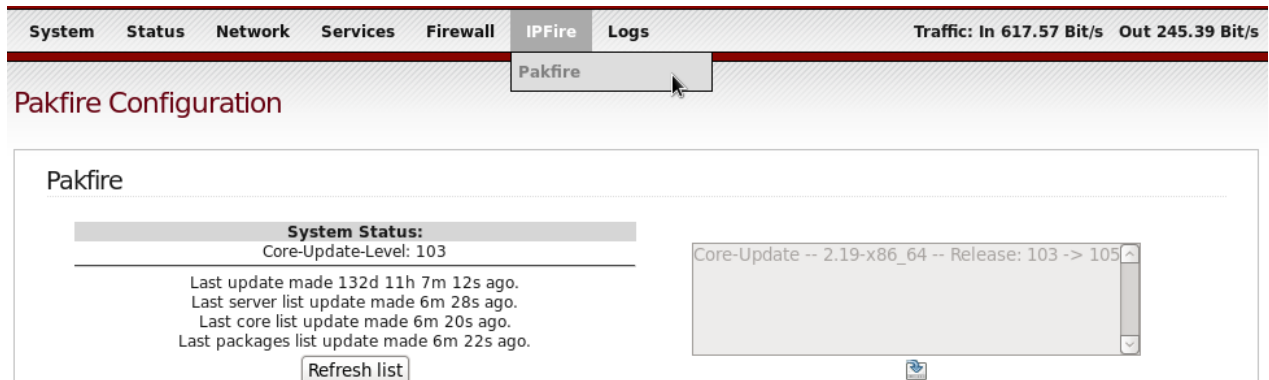 System Status Network Services Firewall IPFire Logs Traffic: In 617.57 Bit/s Out 245.39 Bit/s
Pakfire
Pakfire Configuration
Pakfire
System Status:
Core-Update-Level: 103
Last update made 132d 11h 7m 12s ago.
Last server list update made 6m 28s ago.
Last core list update made 6m 20s ago.
Last packages list update made 6m 22s ago.
Refresh list
Core-Update -- 2.19-x86_64 -- Release: 103 -> 105